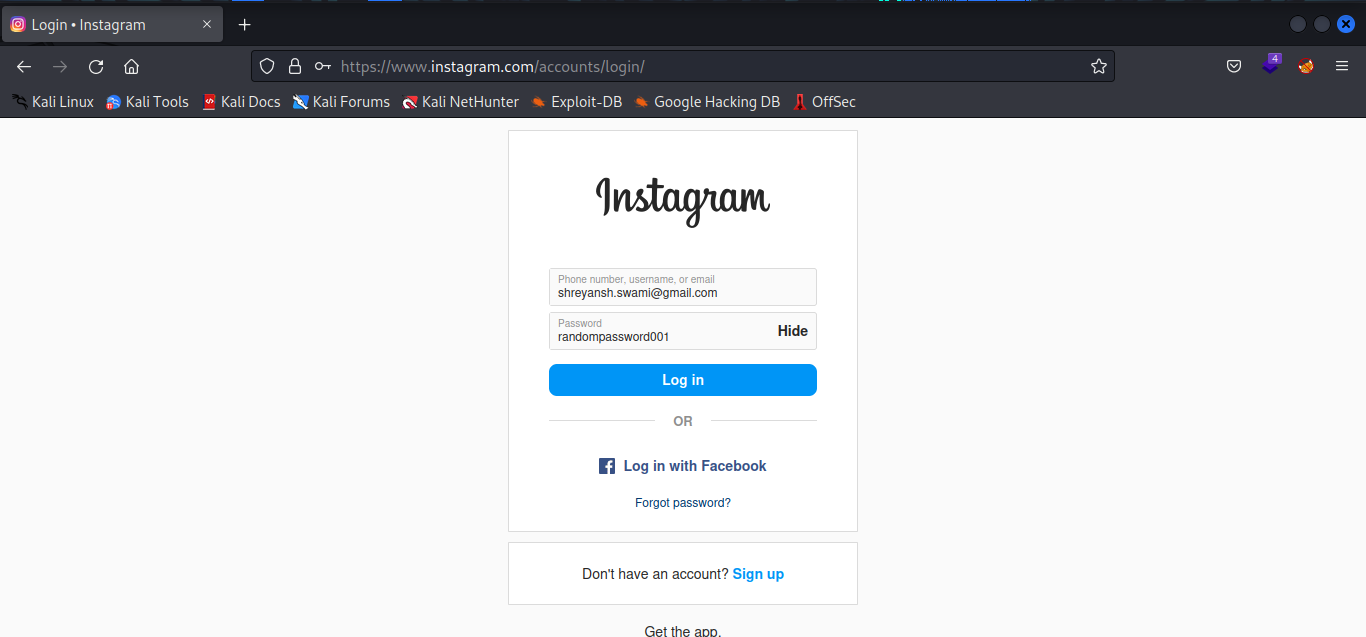 Login • Instagram
https://www.instagram.com/accounts/login/
4
Kali Linux Kali Tools Kali Docs Kali Forums Kali NetHunter Exploit-DB Google Hacking DB OffSec
Instagram
Phone number, username, or email
shreyansh.swami@gmail.com
Password
randompassword001
Hide
Log in
OR
Log in with Facebook
Forgot password?
Don't have an account? Sign up
Get the app.